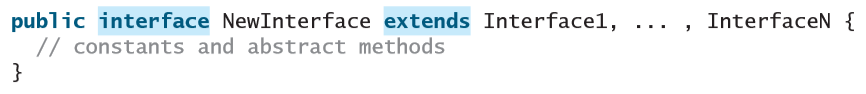 public interface NewInterface extends Interface1, ... , InterfaceN {
// constants and abstract methods
}